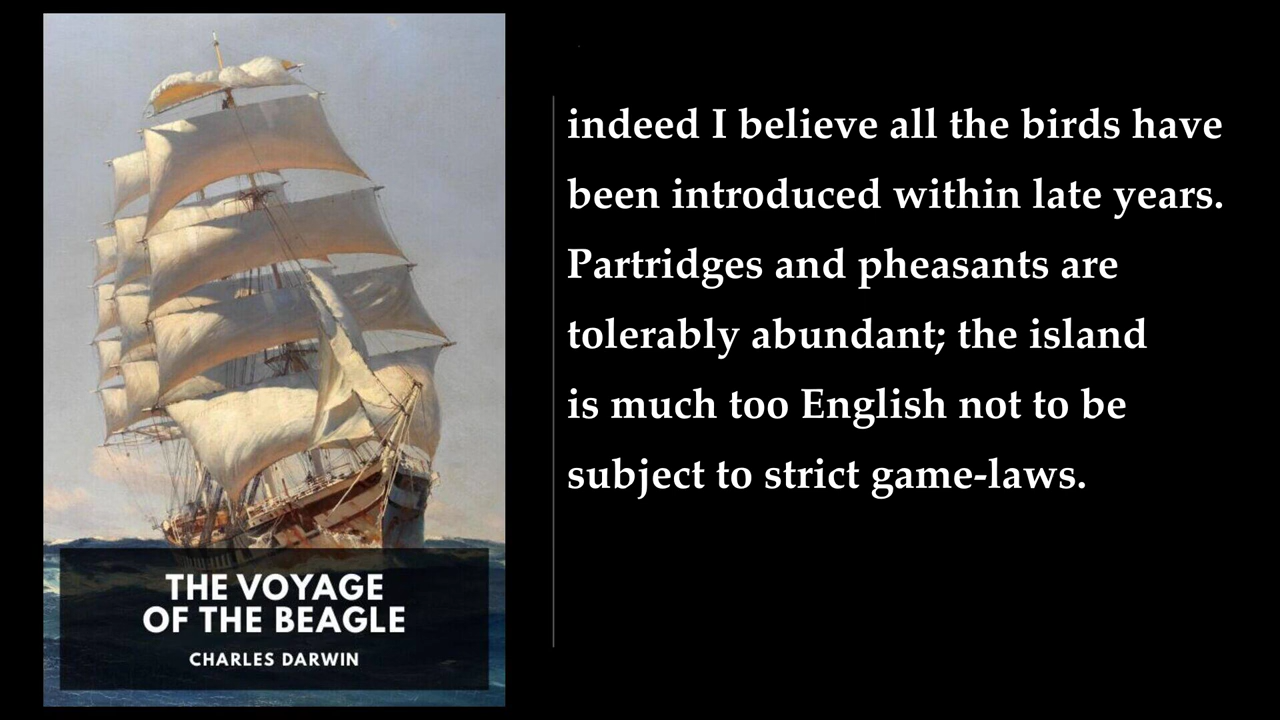 THE VOYAGE
OF THE BEAGLE
CHARLES DARWIN
indeed I believe all the birds have
been introduced within late years.
Partridges and pheasants are
tolerably abundant; the island
is much too English not to be
subject to strict game-laws.